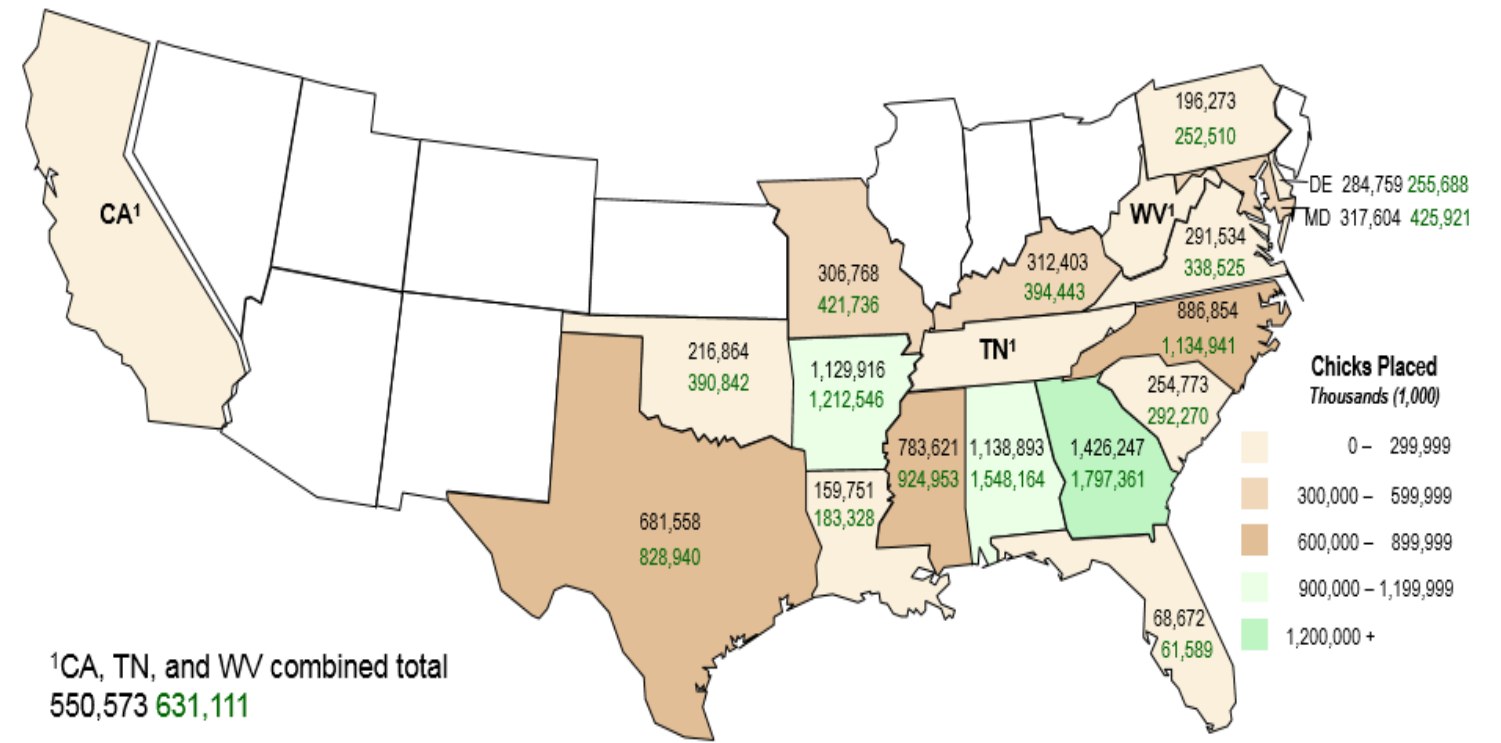 196,273
252,510
DE 284,759 255,688
MD 317,604 425,921
CA¹
WV¹
291,534
338,525
306,768
421,736
312,403
394,443
886,854
1,134,941
TN¹
216,864
390,842
1,129,916
1,212,546
254,773
292,270
783,621
924,953
1,138,893
1,548,164
1,426,247
1,797,361
159,751
183,328
681,558
828,940
68,672
61,589
Chicks Placed
Thousands (1,000)
0 – 299,999
300,000 – 599,999
600,000 – 899,999
900,000 – 1,199,999
1,200,000 +
¹CA, TN, and WV combined total
550,573 631,111